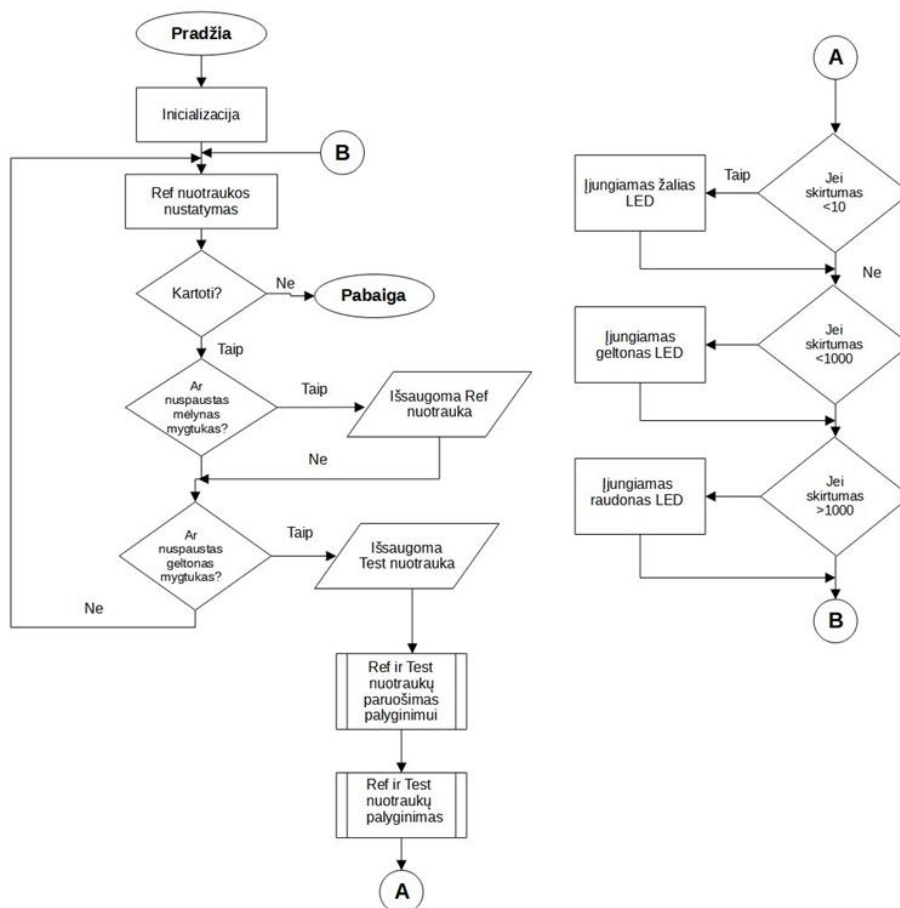 Pradžia
Inicializacija
B
Ref nuotraukos
nustatymas
Kartoti?
Ne
Pabaiga
Taip
Ar
nuspaustas
mėlynas
mygtukas?
Taip
Išsaugoma Ref
nuotrauka
Ne
Ar
nuspaustas
geltonas
mygtukas?
Taip
Išsaugoma
Test nuotrauka
Ne
Ref ir Test
nuotraukų
paruošimas
palyginimui
Ref ir Test
nuotraukų
palyginimas
A
A
Jei
skirtumas
<10
Taip
Įjungiamas žalias
LED
Ne
Jei
skirtumas
<1000
Įjungiamas
geltonas LED
Jei
skirtumas
>1000
Įjungiamas
raudonas LED
B